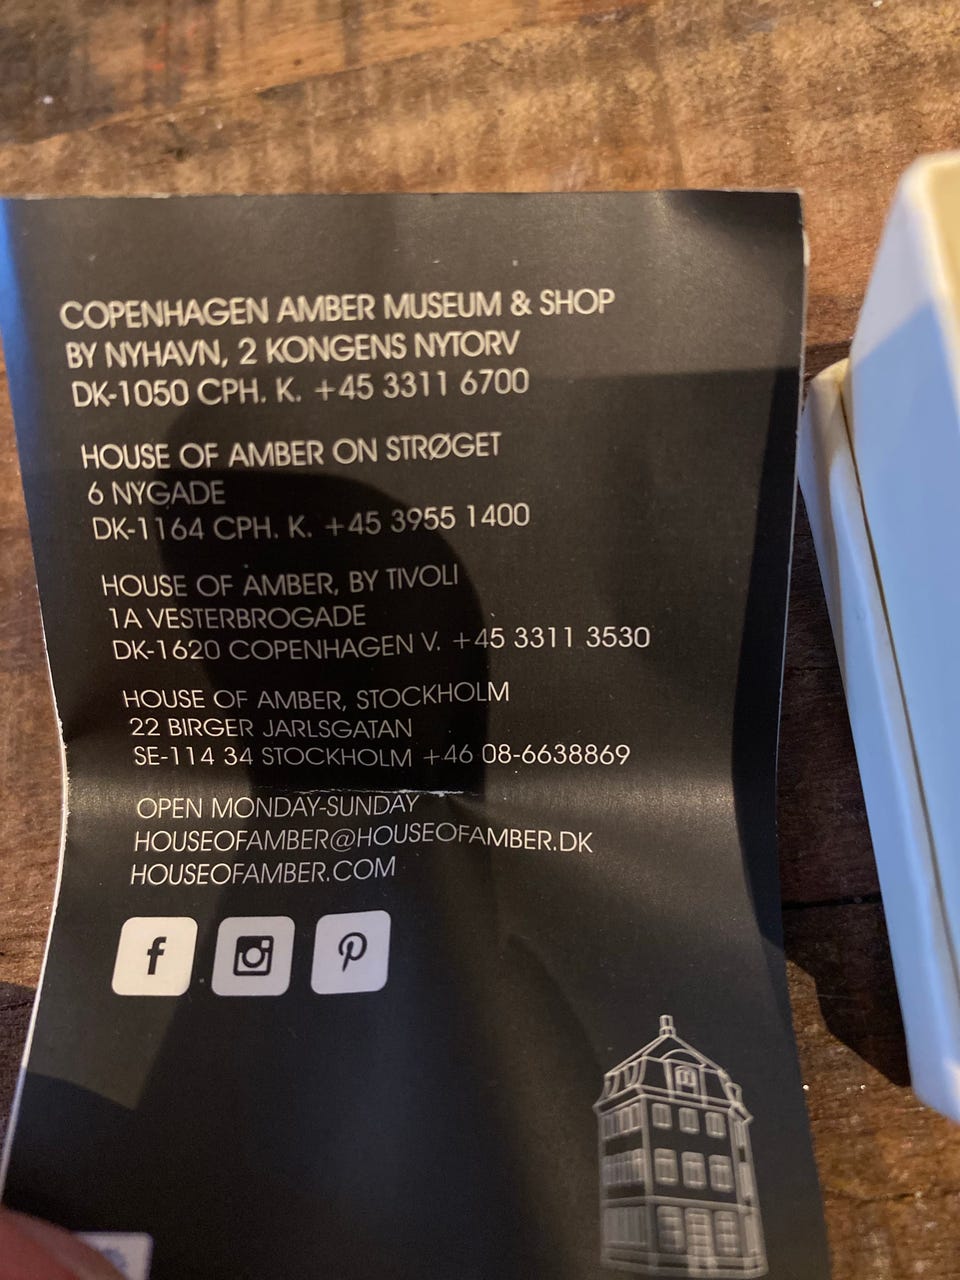 COPENHAGEN AMBER MUSEUM & SHOP
BY NYHAVN, 2 KONGENS NYTORV
DK-1050 CPH. K. +45 3311 6700
HOUSE OF AMBER ON STRØGET
6 NYGADE
DK-1164 CPH. K. +45 3955 1400
HOUSE OF AMBER, BY TIVOLI
1A VESTERBROGADE
DK-1620 COPENHAGEN V. +45 3311 3530
HOUSE OF AMBER, STOCKHOLM
22 BIRGER JARLSGATAN
SE-114 34 STOCKHOLM +46 08-6638869
OPEN MONDAY-SUNDAY
HOUSEOFAMBER@HOUSEOFAMBER.DK
HOUSEOFAMBER.COM